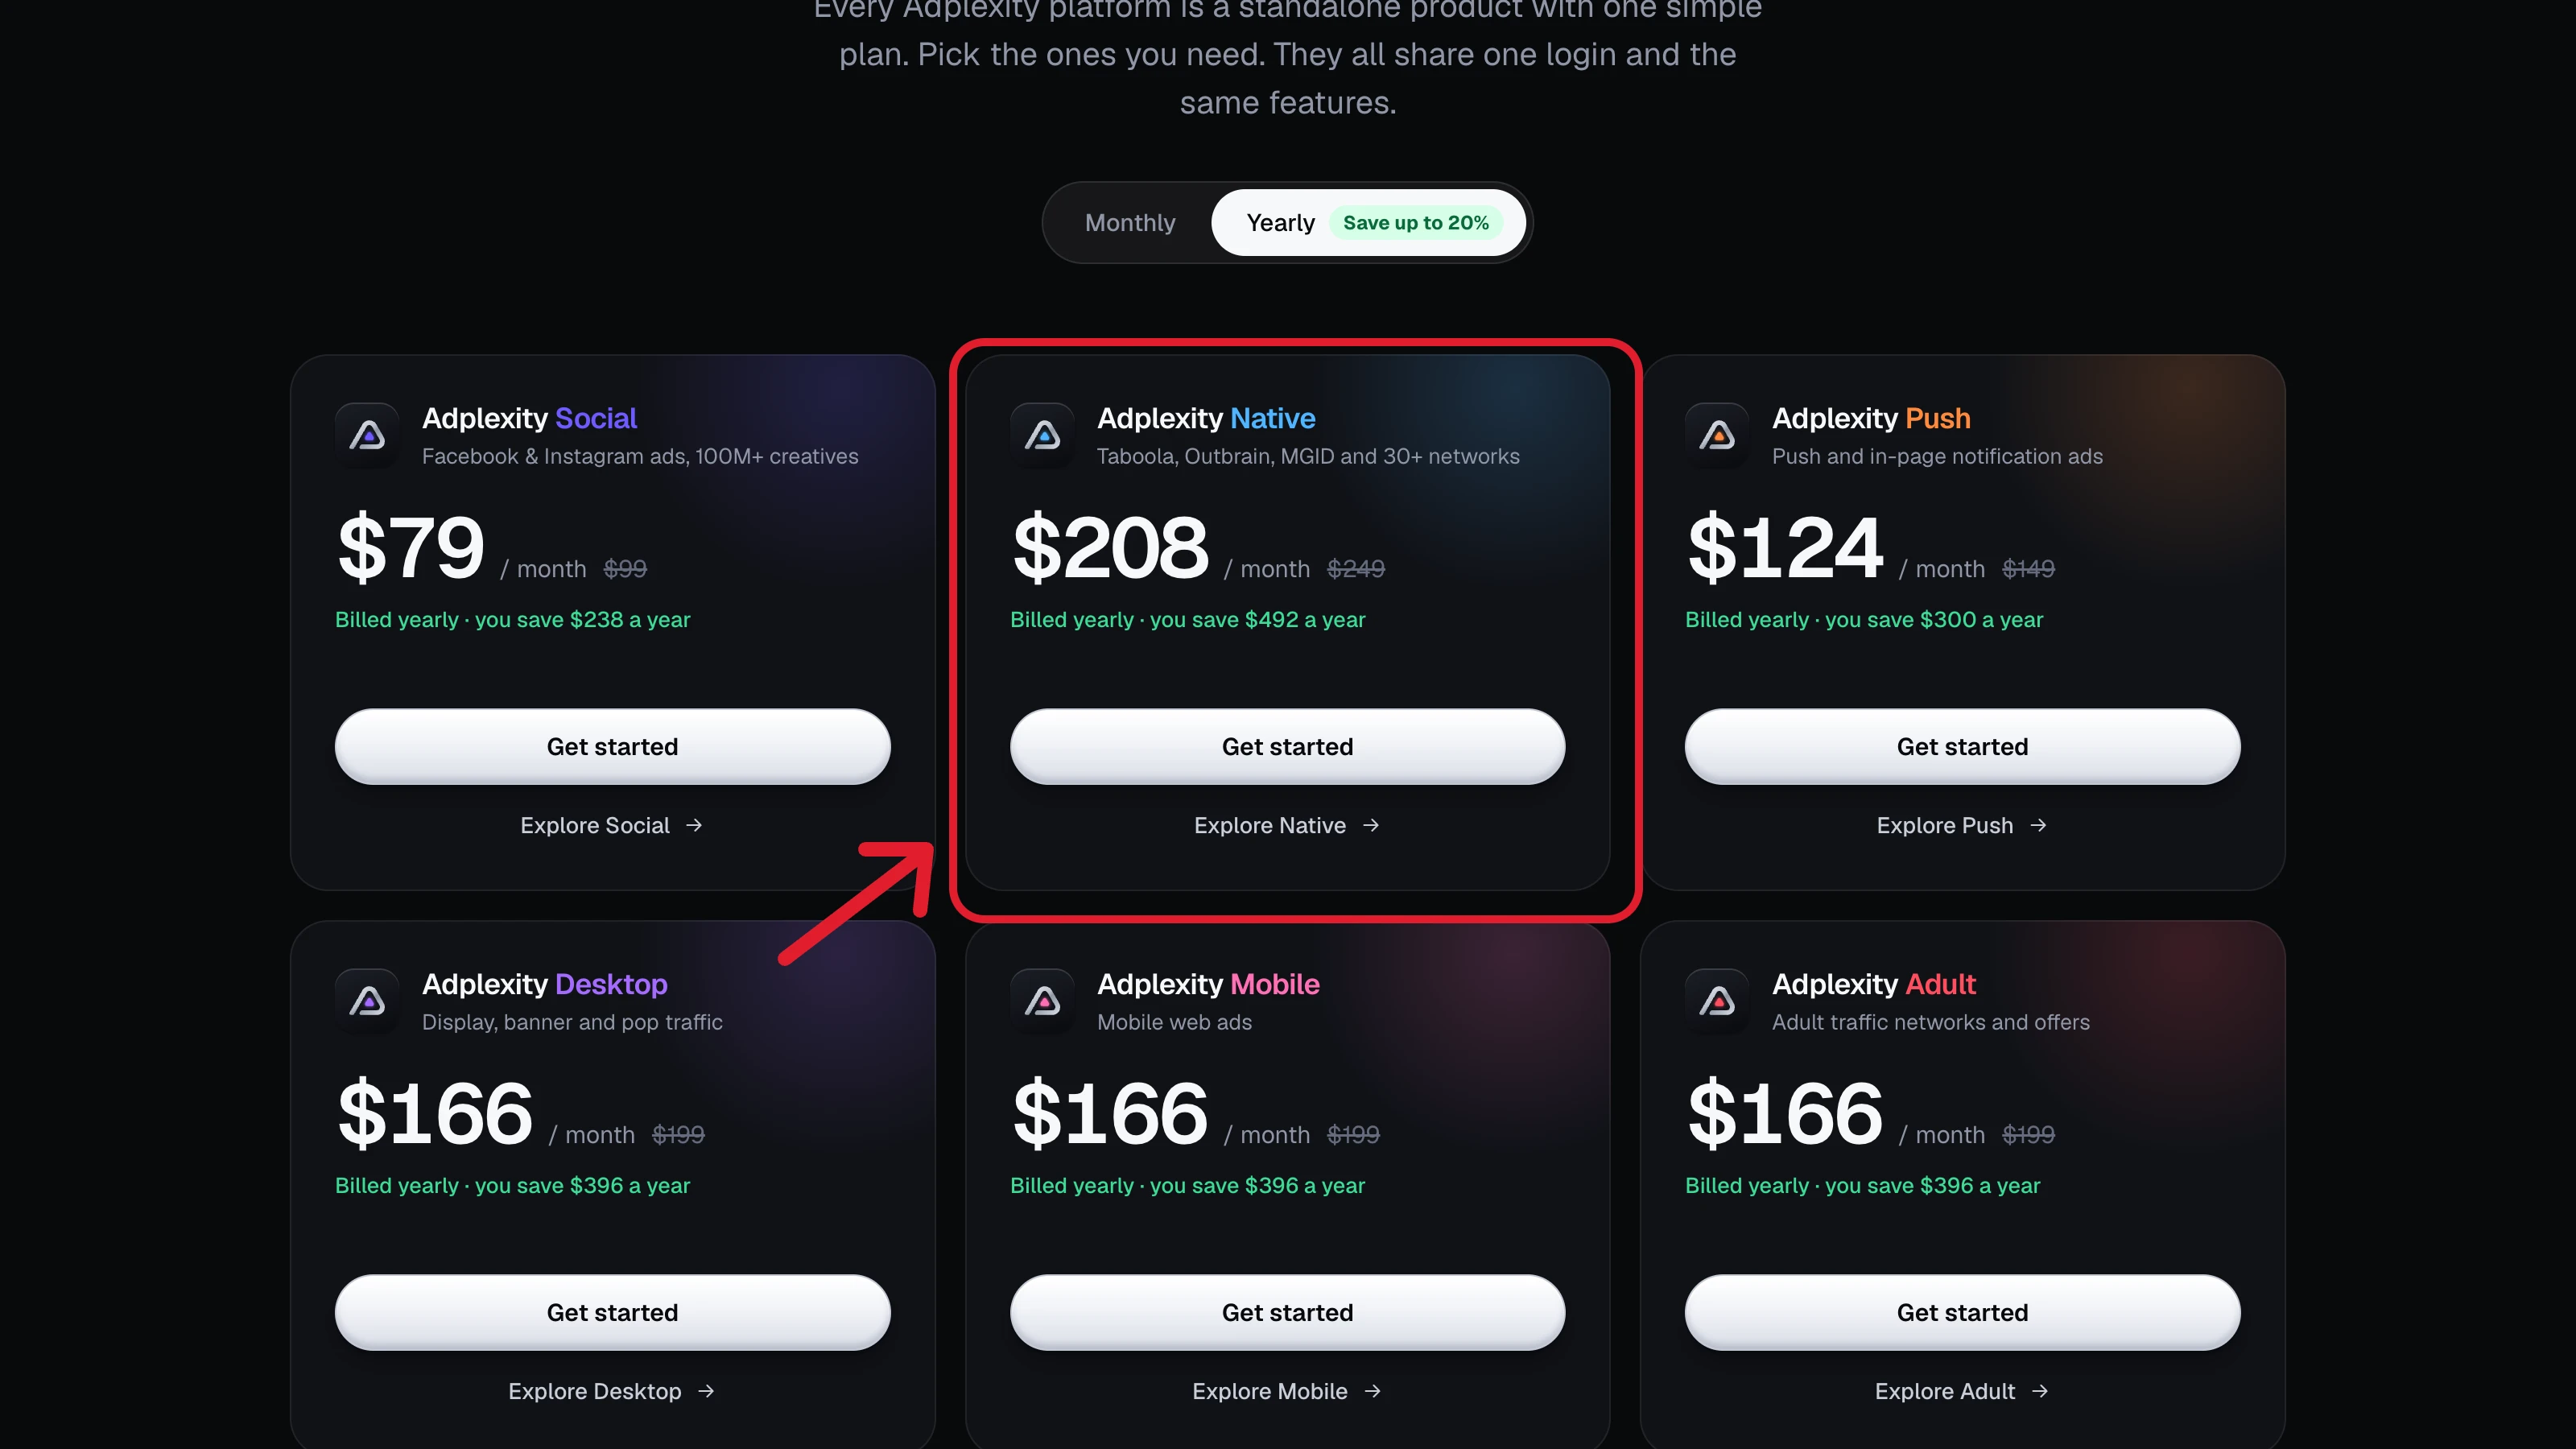 Every Adplexity platform is a standalone product with one simple
plan. Pick the ones you need. They all share one login and the
same features.
Monthly
Yearly Save up to 20%
Adplexity Social
Facebook & Instagram ads, 100M+ creatives
$79 / month $99
Billed yearly · you save $238 a year
Get started
Explore Social →
Adplexity Native
Taboola, Outbrain, MGID and 30+ networks
$208 / month $249
Billed yearly · you save $492 a year
Get started
Explore Native →
Adplexity Push
Push and in-page notification ads
$124 / month $149
Billed yearly · you save $300 a year
Get started
Explore Push →
Adplexity Desktop
Display, banner and pop traffic
$166 / month $199
Billed yearly · you save $396 a year
Get started
Explore Desktop →
Adplexity Mobile
Mobile web ads
$166 / month $199
Billed yearly · you save $396 a year
Get started
Explore Mobile →
Adplexity Adult
Adult traffic networks and offers
$166 / month $199
Billed yearly · you save $396 a year
Get started
Explore Adult →